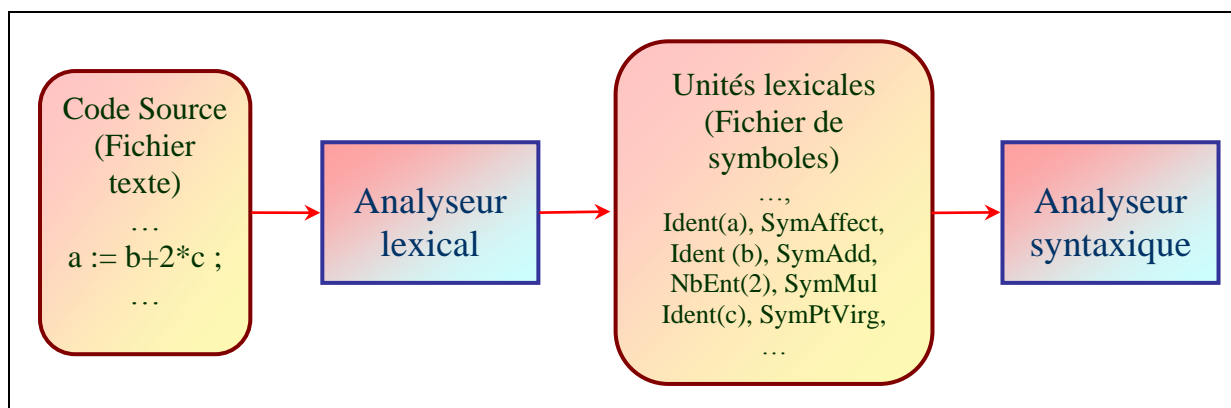 Code Source
(Fichier
texte)
…
a := b+2*c ;
…
Analyseur
lexical
Unités lexicales
(Fichier de
symboles)
…,
Ident(a), SymAffect,
Ident (b), SymAdd,
NbEnt(2), SymMul
Ident(c), SymPtVirg,
…
Analyseur
syntaxique